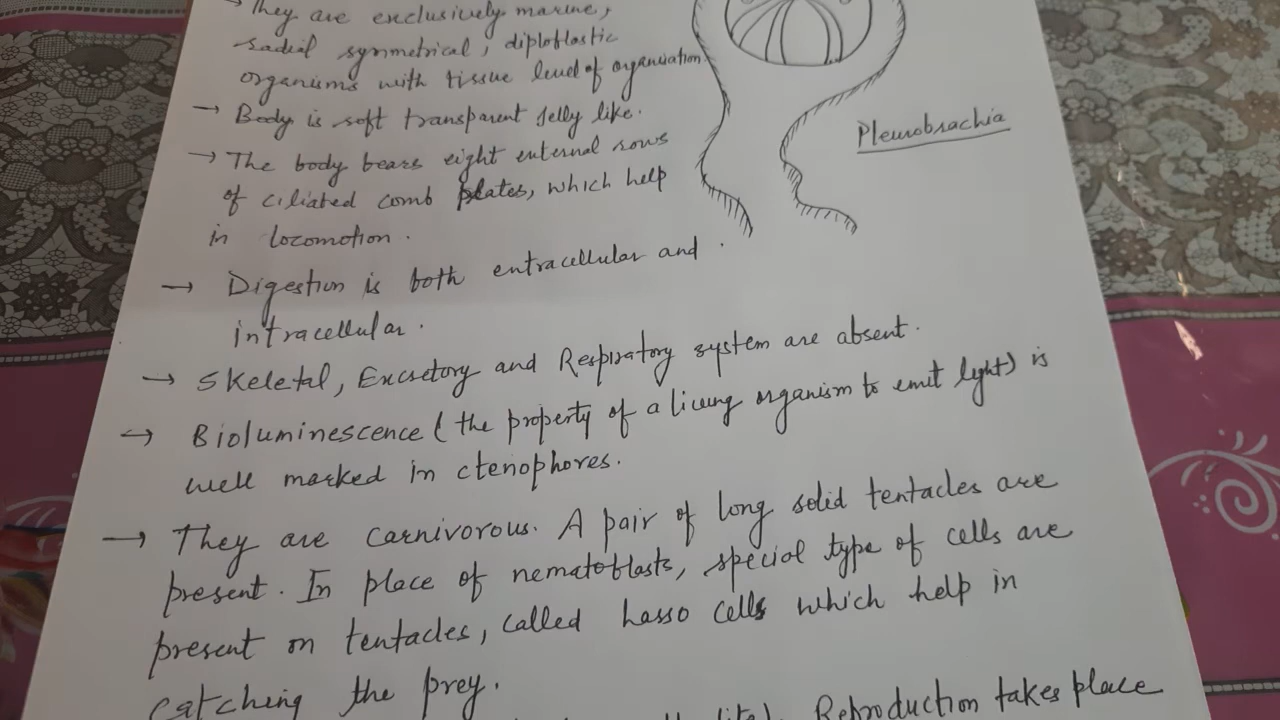 → They are exclusively marine,
radial symmetrical, diploblastic
organisms with tissue level of organisation
→ Body is soft transparent Jelly like.
→ The body bears eight external rows
of ciliated comb plates, which help
in locomotion.
Pleurobrachia
→ Digestion is both extracellular and
intracellular.
→ Skeletal, Excretory and Respiratory system are absent.
→ Bioluminescence (the property of a living organism to emit light) is
well marked in ctenophores.
→ They are carnivorous. A pair of long solid tentacles are
present. In place of nematoblasts, special type of cells are
present on tentacles, called Lasso cells which help in
catching the prey.
Reproduction takes place